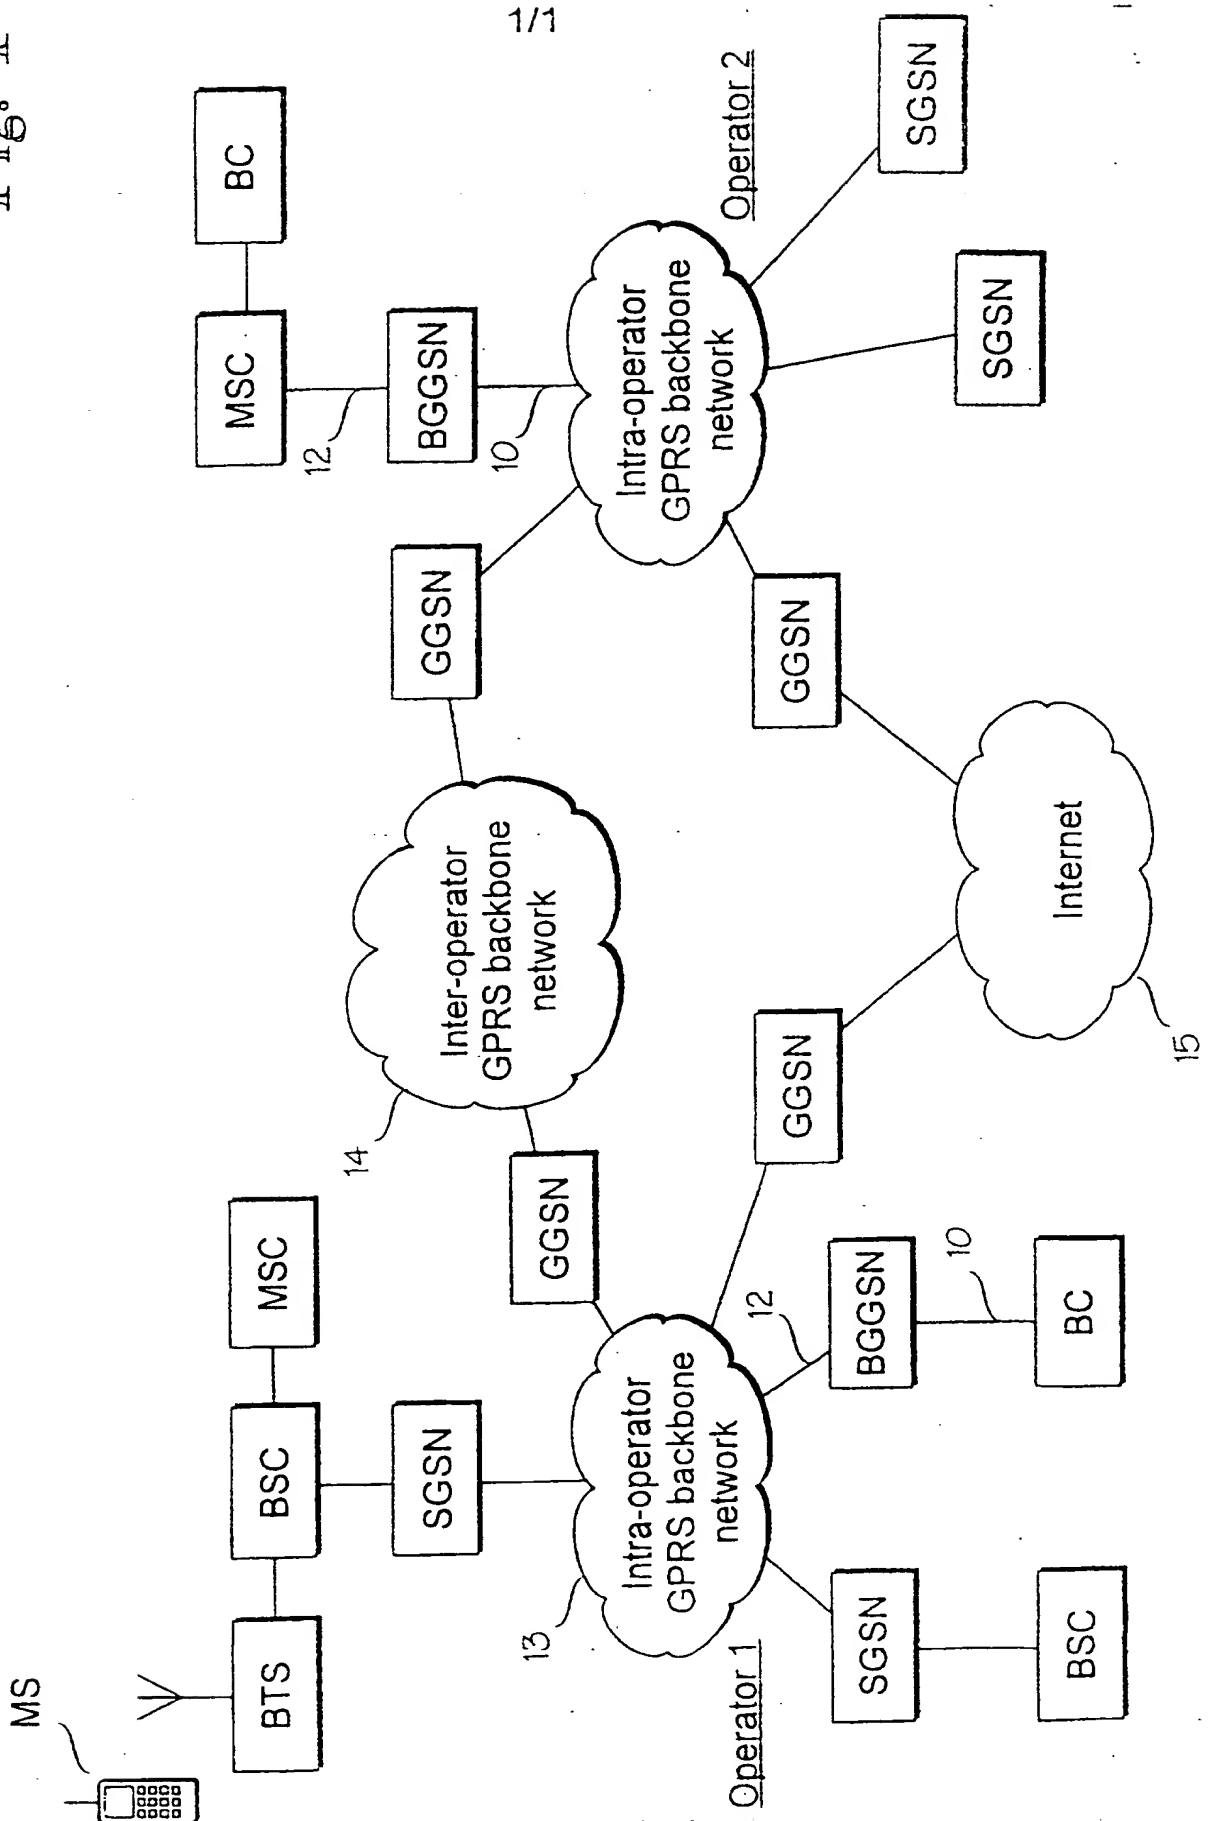 1/1
Fig. 1
MS
BTS
BSC
MSC
SGSN
14
Inter-operator
GPRS backbone
network
GGSN
GGSN
MSC
BC
12
BGGSN
10
13
Intra-operator
GPRS backbone
network
Intra-operator
GPRS backbone
network
Operator 1
Operator 2
GGSN
GGSN
12
SGSN
BGGSN
10
BSC
BC
Internet
15
SGSN
SGSN